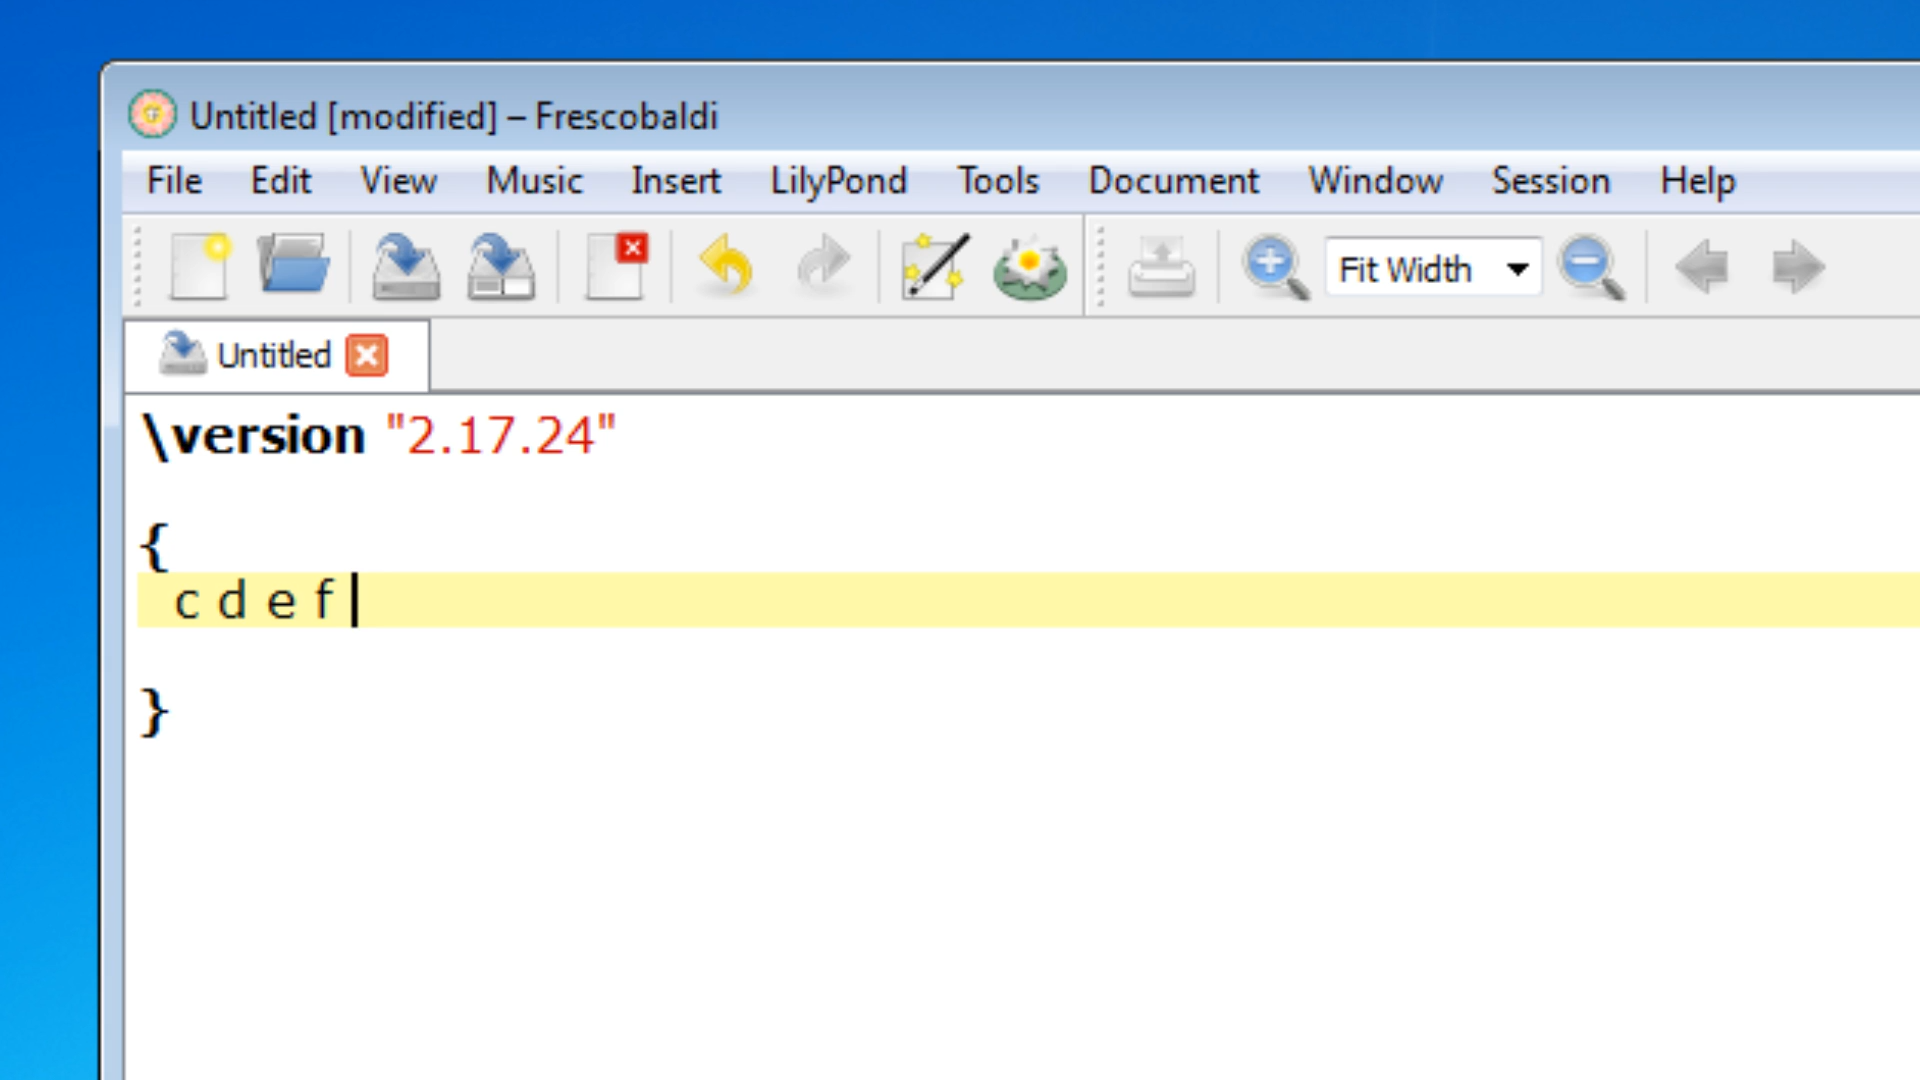 Untitled [modified] – Frescobaldi
File Edit View Music Insert LilyPond Tools Document Window Session Help
Fit Width
Untitled
\version "2.17.24"
{
c d e f
}